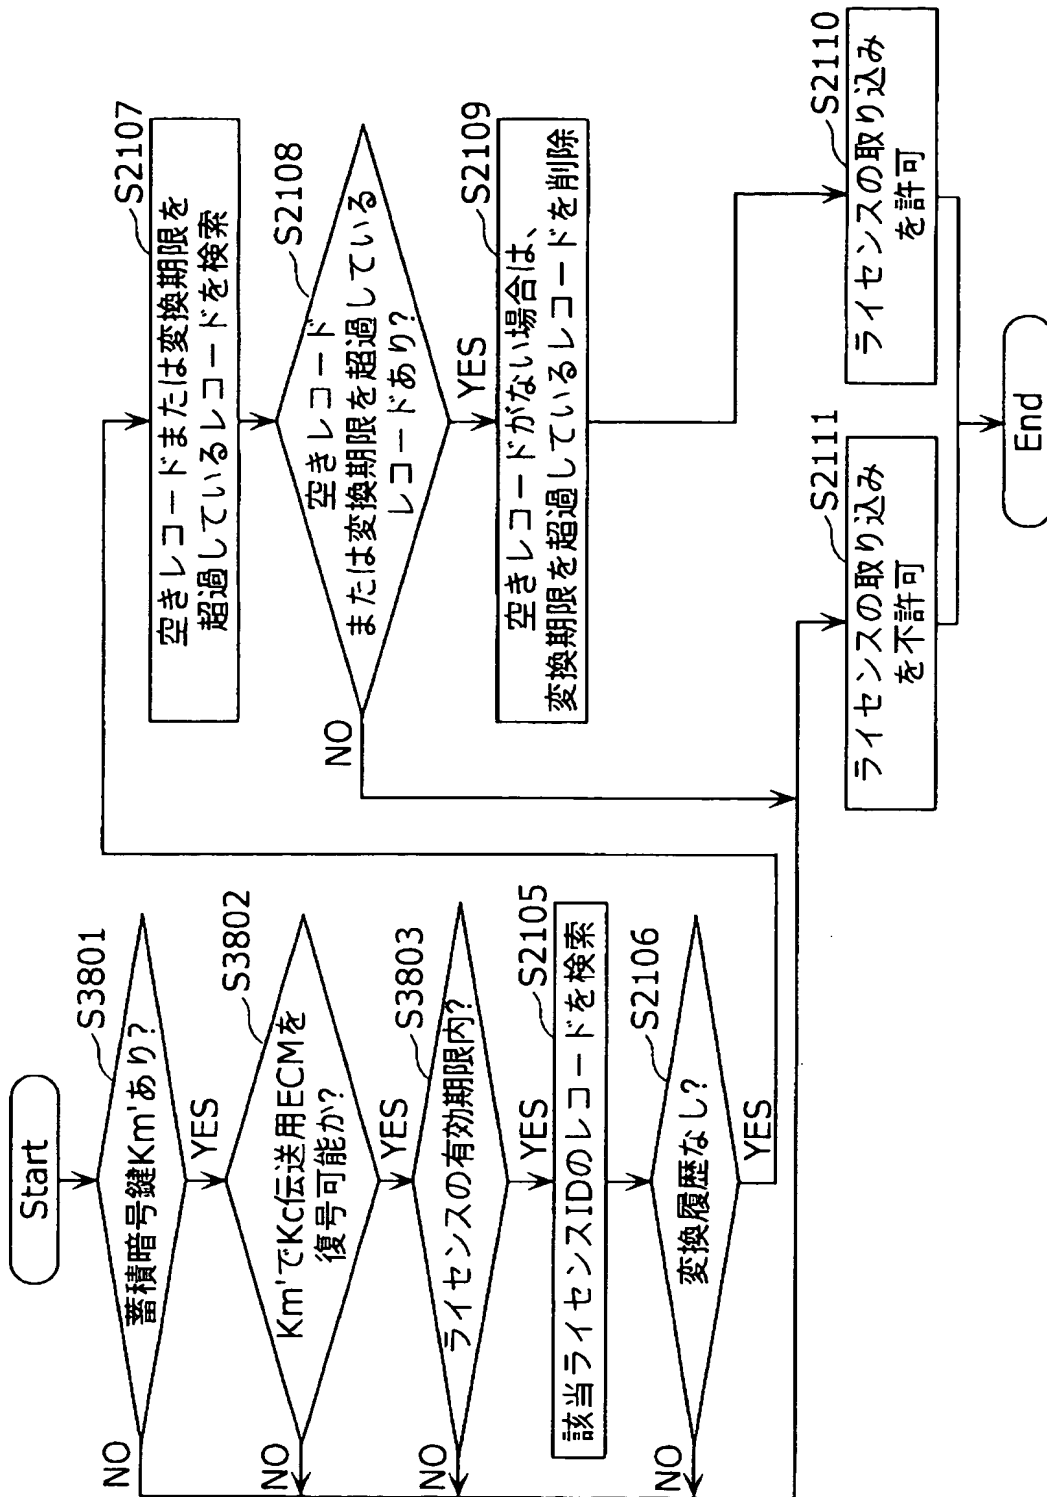 Start
S3801
蓄積暗号鍵Km'あり?
YES
NO
S3802
Km'でKc伝送用ECMを
復号可能か?
YES
NO
S3803
ライセンスの有効期限内?
YES
NO
S2105
該当ライセンスIDのレコードを検索
S2106
変換履歴なし?
YES
NO
S2107
空きレコードまたは変換期限を
超過しているレコードを検索
S2108
空きレコード
または変換期限を超過している
レコードあり?
YES
NO
S2109
空きレコードがない場合は、
変換期限を超過しているレコードを削除
S2110
ライセンスの取り込み
を許可
S2111
ライセンスの取り込み
を不許可
End